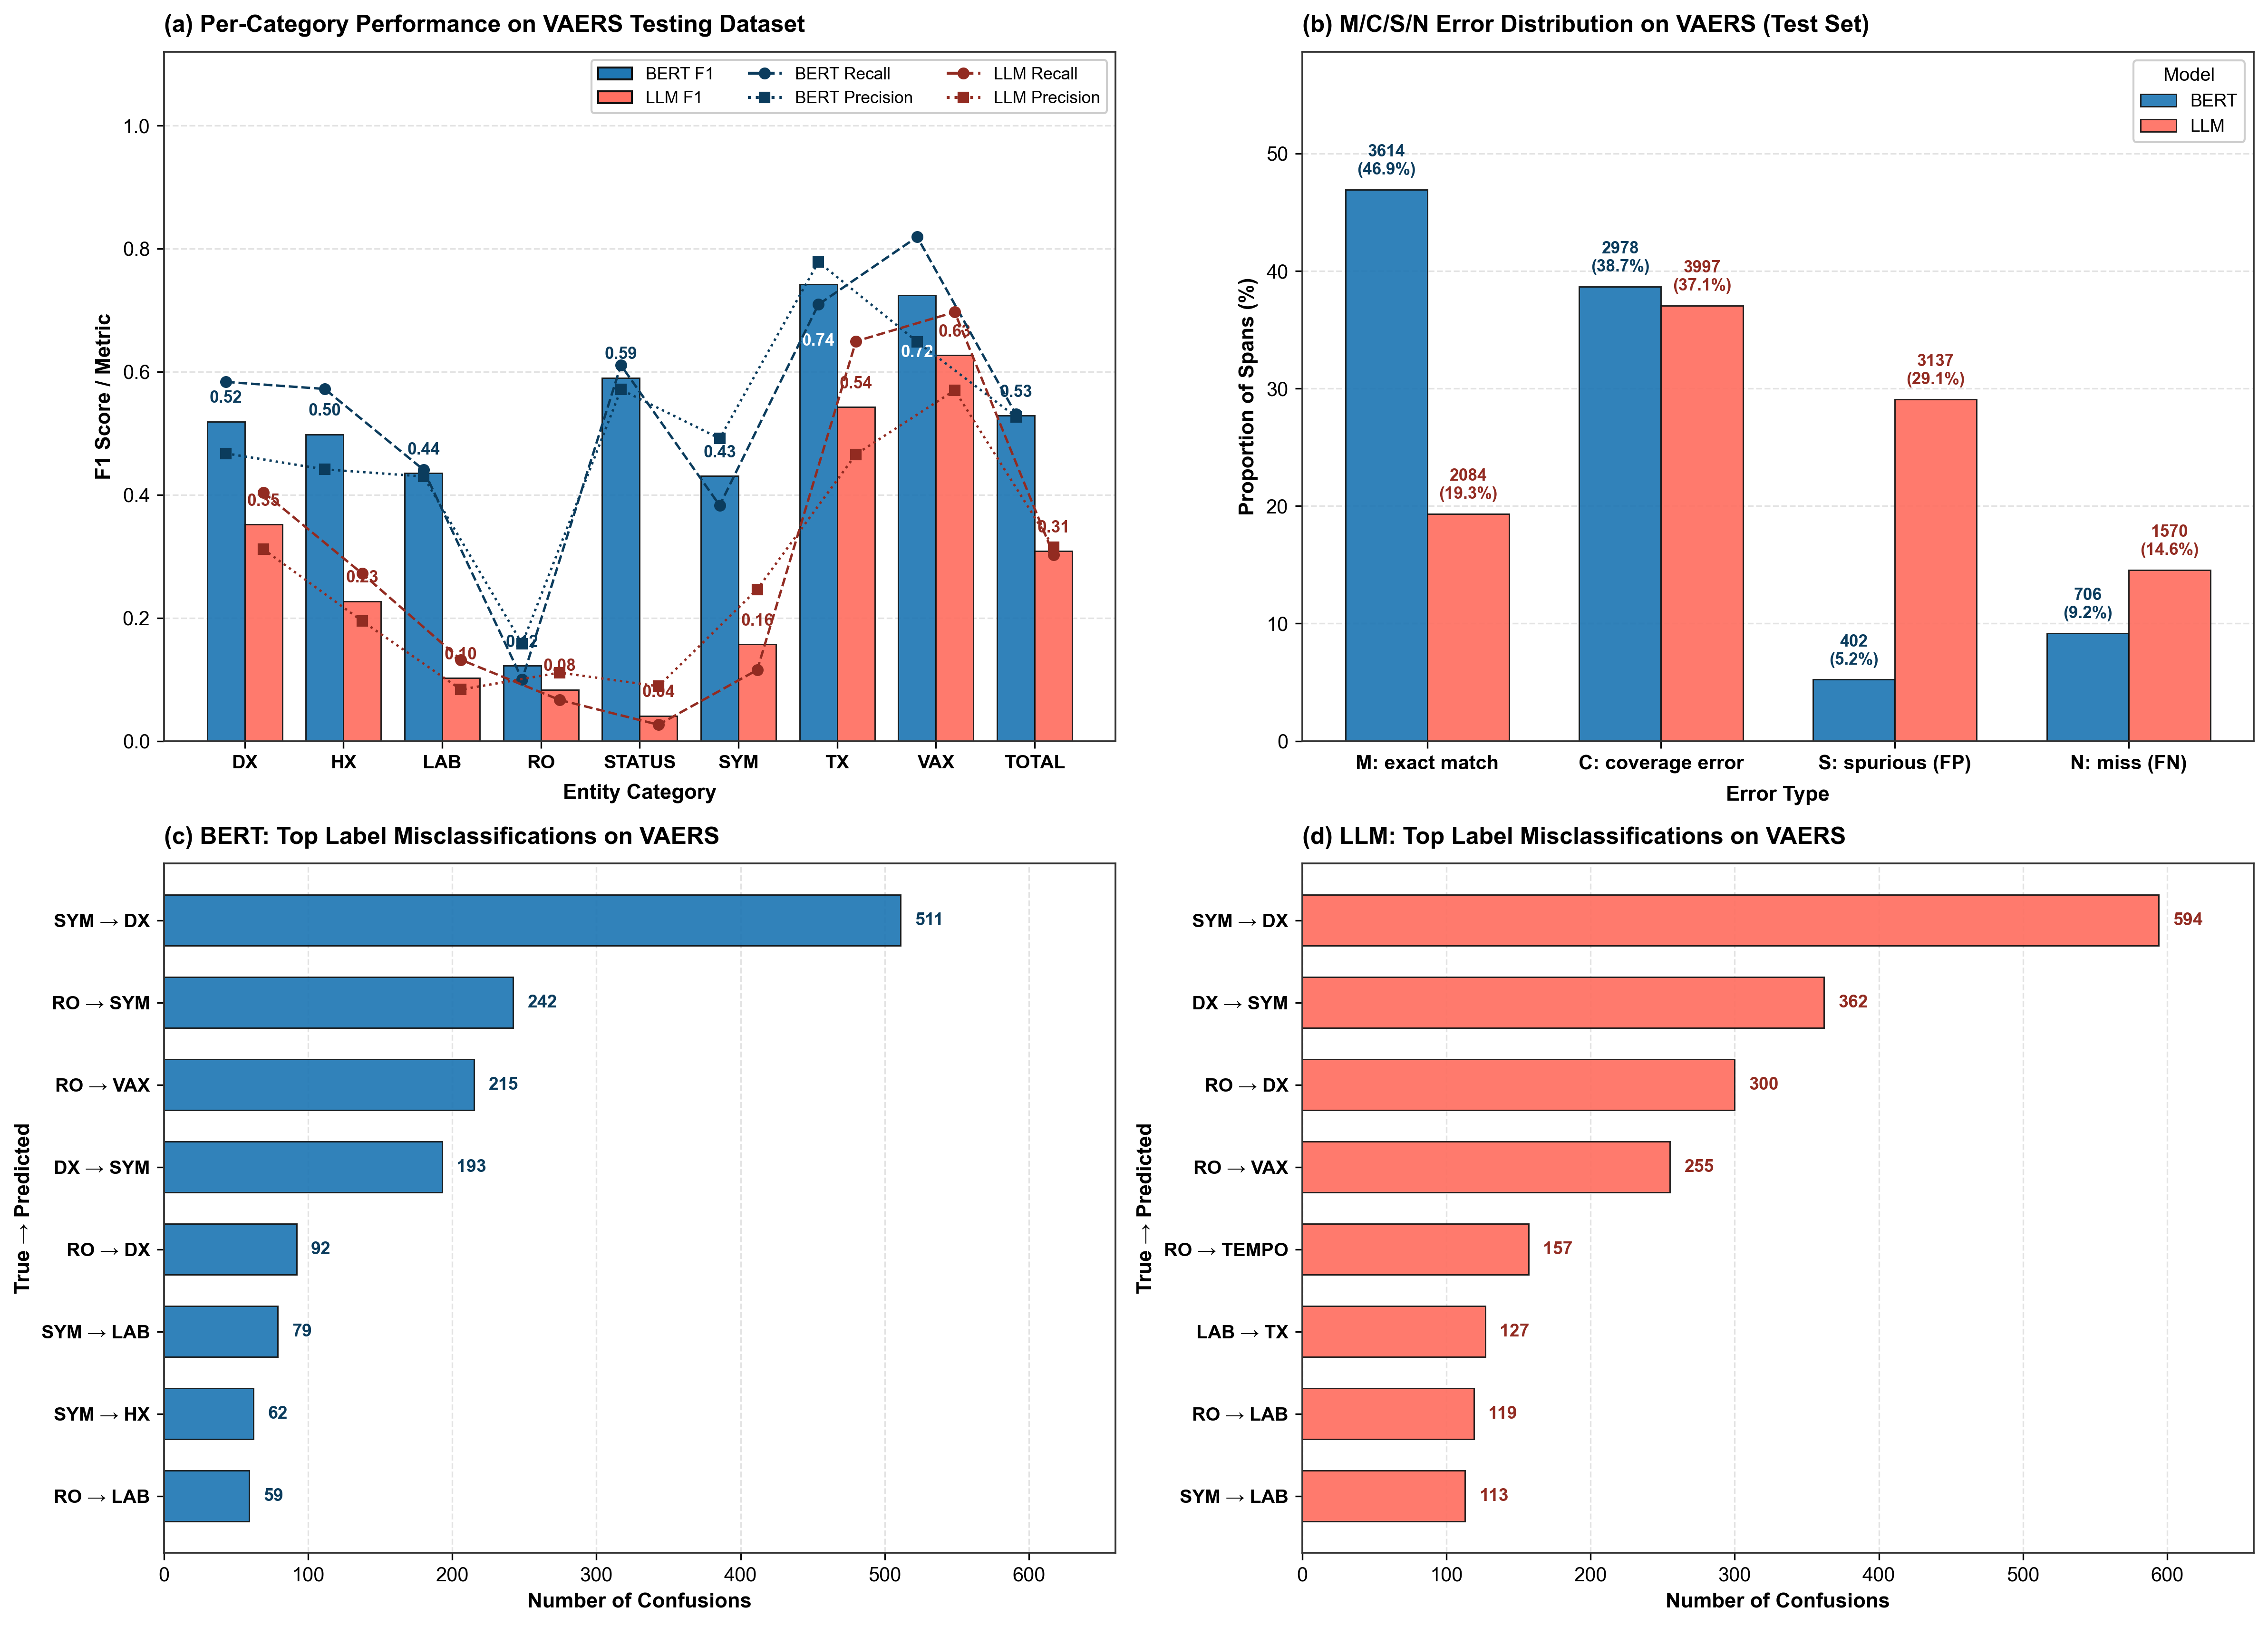 (a) Per-Category Performance on VAERS Testing Dataset
BERT F1
LLM F1
BERT Recall
BERT Precision
LLM Recall
LLM Precision
F1 Score / Metric
1.0
0.8
0.6
0.4
0.2
0.0
0.52
0.50
0.44
0.12
0.59
0.43
0.74
0.72
0.53
0.35
0.23
0.10
0.08
0.04
0.16
0.54
0.63
0.31
DX
HX
LAB
RO
STATUS
SYM
TX
VAX
TOTAL
Entity Category
(b) M/C/S/N Error Distribution on VAERS (Test Set)
Model
BERT
LLM
Proportion of Spans (%)
50
40
30
20
10
0
3614
(46.9%)
2084
(19.3%)
2978
(38.7%)
3997
(37.1%)
402
(5.2%)
3137
(29.1%)
706
(9.2%)
1570
(14.6%)
M: exact match
C: coverage error
S: spurious (FP)
N: miss (FN)
Error Type
(c) BERT: Top Label Misclassifications on VAERS
True → Predicted
SYM → DX
511
RO → SYM
242
RO → VAX
215
DX → SYM
193
RO → DX
92
SYM → LAB
79
SYM → HX
62
RO → LAB
59
0
100
200
300
400
500
600
Number of Confusions
(d) LLM: Top Label Misclassifications on VAERS
True → Predicted
SYM → DX
594
DX → SYM
362
RO → DX
300
RO → VAX
255
RO → TEMPO
157
LAB → TX
127
RO → LAB
119
SYM → LAB
113
0
100
200
300
400
500
600
Number of Confusions